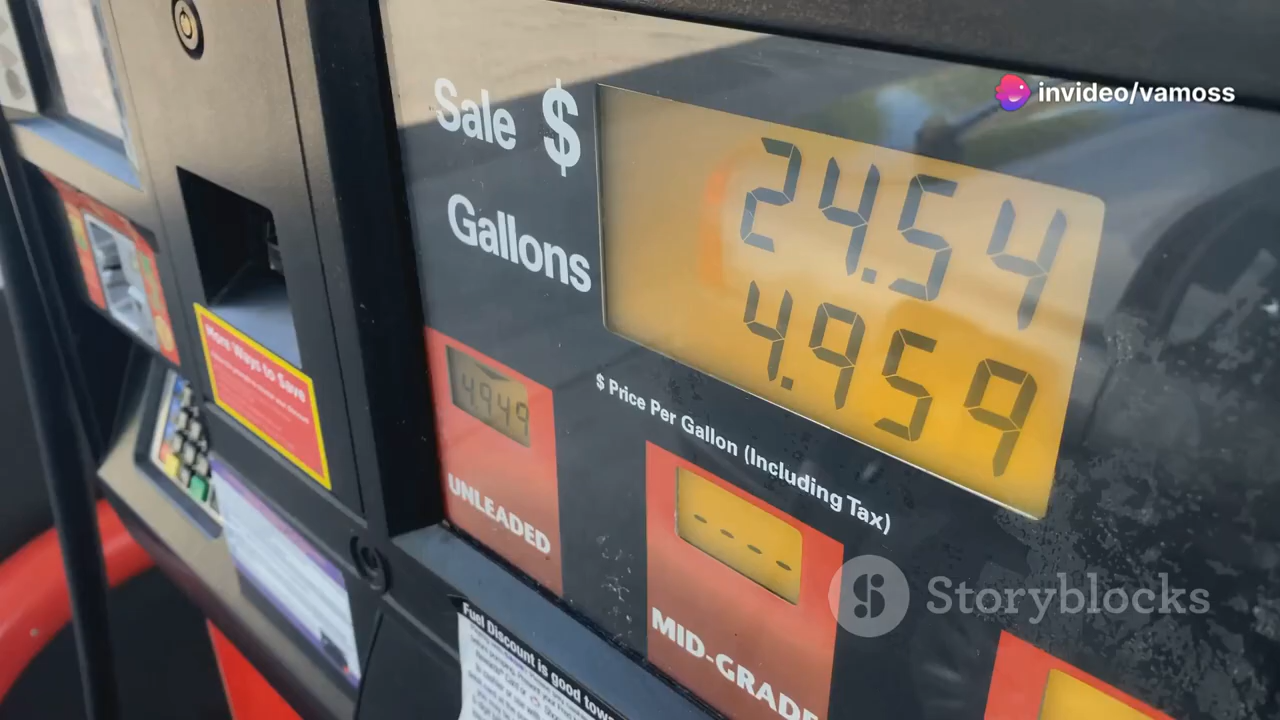 invideo/vamoss
Sale $
24.54
Gallons
4.959
$ Price Per Gallon (Including Tax)
4.949
UNLEADED
----
MID-GRADE
More Ways to Save
Storyblocks
Fuel Discount is good